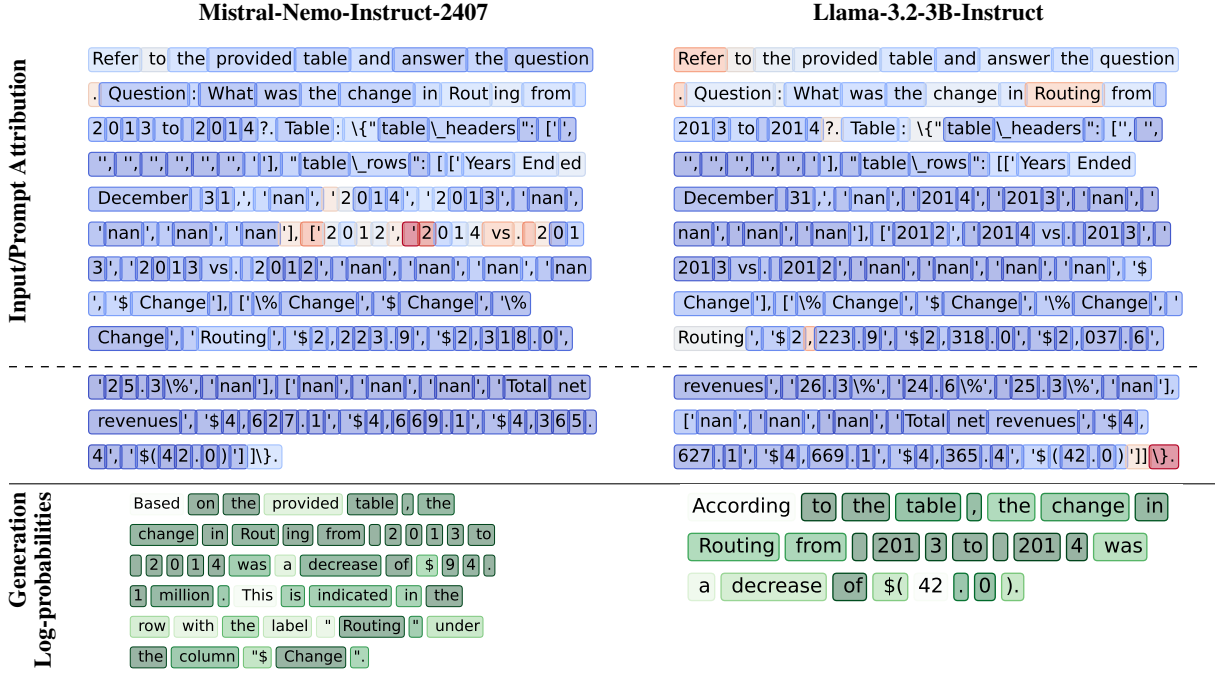 Mistral-Nemo-Instruct-2407
Refer to the provided table and answer the question
. Question: What was the change in Routing from
2013 to 2014?. Table: \{"table\_headers": ['',
'', '', '', '', '', ''], "table\_rows": [['Years Ended
December 31,', 'nan', '2014', '2013', 'nan',
'nan', 'nan', 'nan'], ['2012', '2014 vs. 201
3', '2013 vs. 2012', 'nan', 'nan', 'nan', 'nan
', '$ Change'], ['\% Change', '$ Change', '\%
Change', 'Routing', '$2,223.9', '$2,318.0',
'25.3\%', 'nan'], ['nan', 'nan', 'nan', 'Total net
revenues', '$4,627.1', '$4,669.1', '$4,365.
4', '$(42.0)']]\}.
Based on the provided table, the
change in Routing from 2013 to
2014 was a decrease of $94.
1 million. This is indicated in the
row with the label "Routing" under
the column "$ Change".
Llama-3.2-3B-Instruct
Refer to the provided table and answer the question
. Question: What was the change in Routing from
2013 to 2014?. Table: \{"table\_headers": ['', '',
'', '', '', '', ''], "table\_rows": [['Years Ended
December 31,', 'nan', '2014', '2013', 'nan', '
nan', 'nan', 'nan'], ['2012', '2014 vs. 2013', '
2013 vs. 2012', 'nan', 'nan', 'nan', 'nan', '$
Change'], ['\% Change', '$ Change', '\% Change', '
Routing', '$2,223.9', '$2,318.0', '$2,037.6',
revenues', '26.3\%', '24.6\%', '25.3\%', 'nan'],
['nan', 'nan', 'nan', 'Total net revenues', '$4,
627.1', '$4,669.1', '$4,365.4', '$(42.0)']]\}.
According to the table, the change in
Routing from 2013 to 2014 was
a decrease of $(42.0).
Input/Prompt Attribution
Generation
Log-probabilities